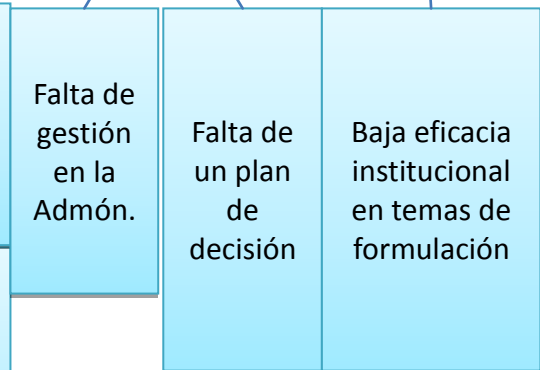 Falta de
gestión
en la
Admón.
Falta de
un plan
de
decisión
Baja eficacia
institucional
en temas de
formulación